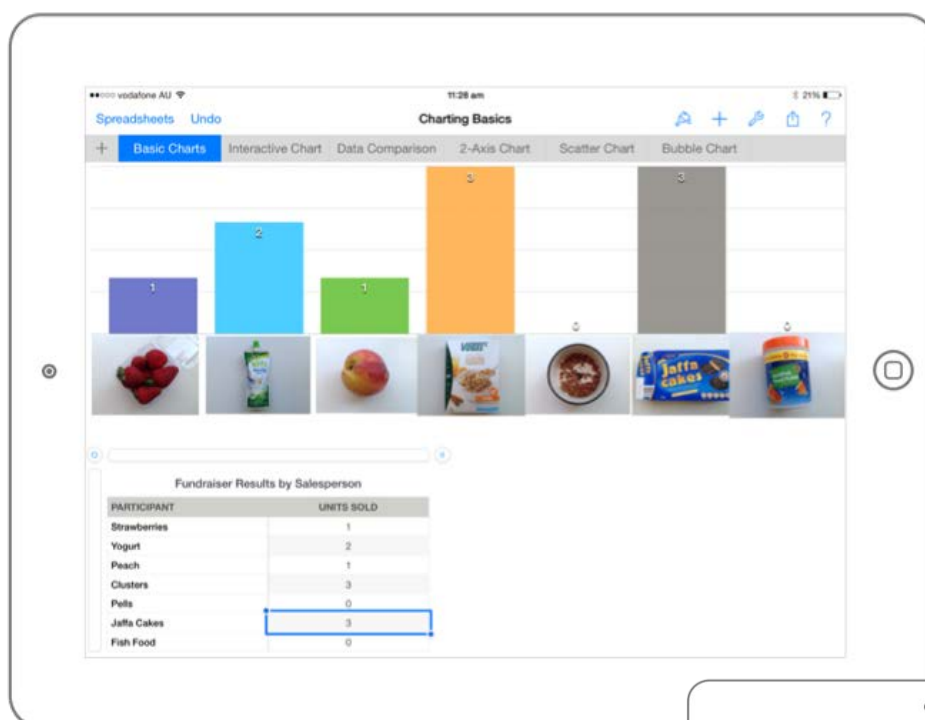 vodafone AU 11:28 am 21%
Spreadsheets Undo Charting Basics ?
Basic Charts Interactive Chart Data Comparison 2-Axis Chart Scatter Chart Bubble Chart
1 2 1 3 0 3 0
Jaffa
cakes
Fundraiser Results by Salesperson
PARTICIPANT UNITS SOLD
Strawberries 1
Yogurt 2
Peach 1
Clusters 3
Pells 0
Jaffa Cakes 3
Fish Food 0